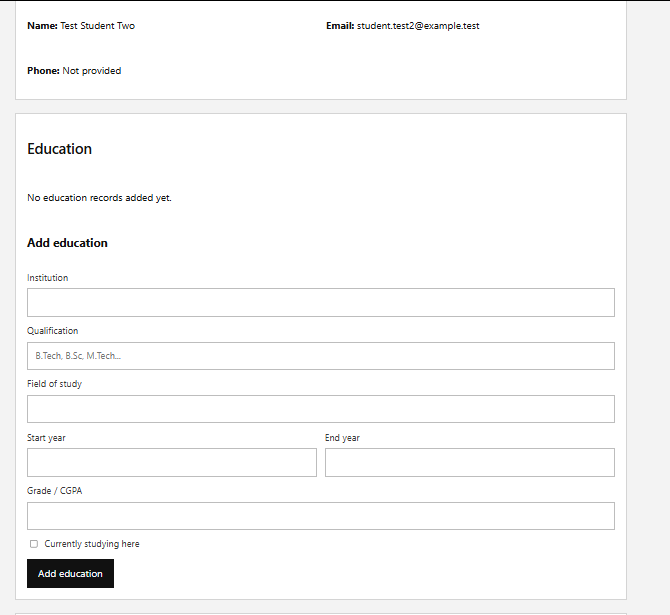 Name: Test Student Two Email: student.test2@example.test
Phone: Not provided
Education
No education records added yet.
Add education
Institution
Qualification
B.Tech, B.Sc, M.Tech...
Field of study
Start year End year
Grade / CGPA
Currently studying here
Add education